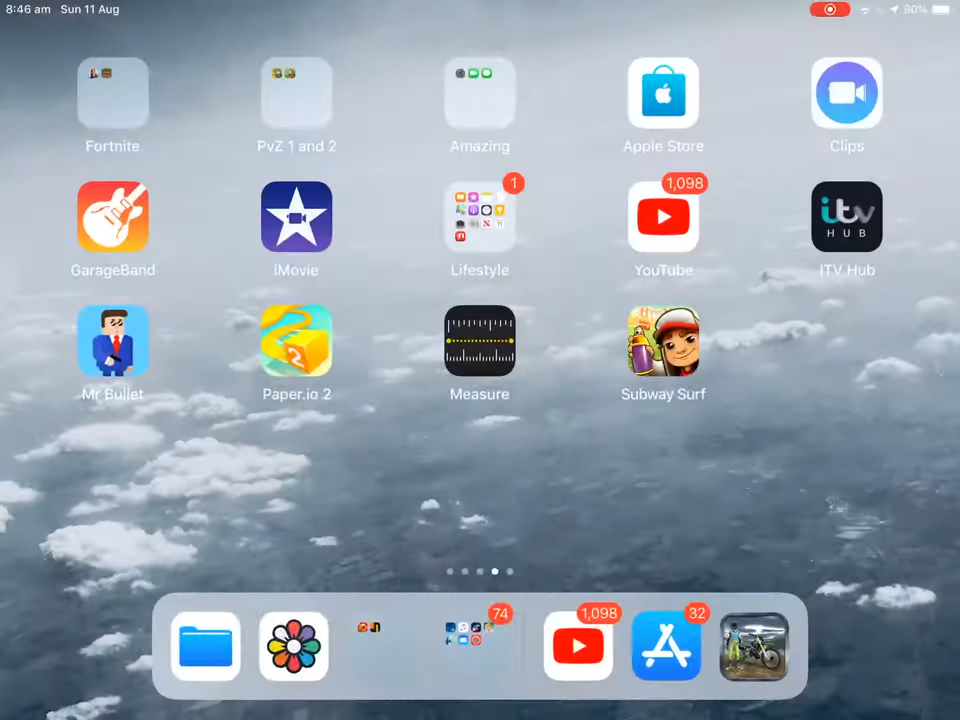 8:46 am Sun 11 Aug 90%
Fortnite PvZ 1 and 2 Amazing Apple Store Clips
1 1,098
itv
HUB
GarageBand iMovie Lifestyle YouTube ITV Hub
2
Mr Bullet Paper.io 2 Measure Subway Surf
74 1,098 32